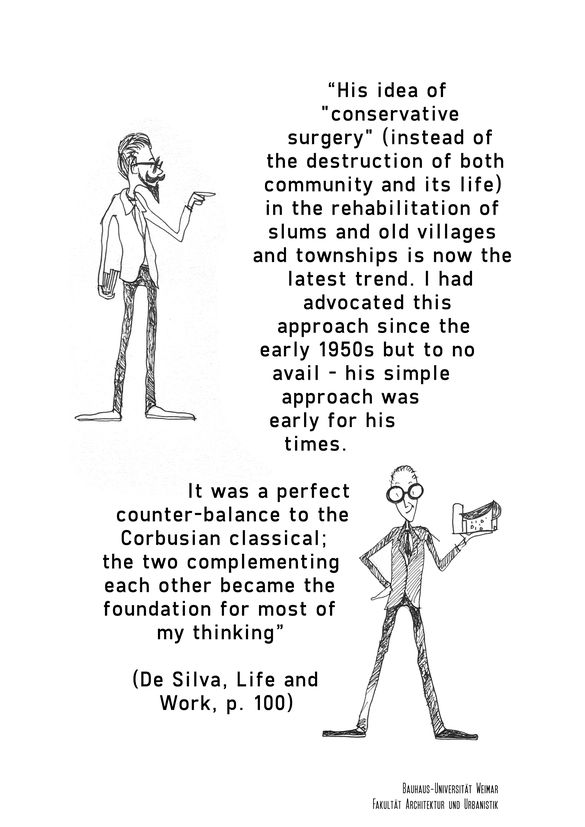 “His idea of
"conservative
surgery" (instead of
the destruction of both
community and its life)
in the rehabilitation of
slums and old villages
and townships is now the
latest trend. I had
advocated this
approach since the
early 1950s but to no
avail - his simple
approach was
early for his
times.
It was a perfect
counter-balance to the
Corbusian classical;
the two complementing
each other became the
foundation for most of
my thinking”
(De Silva, Life and
Work, p. 100)
Bauhaus-Universität Weimar
Fakultät Architektur und Urbanistik